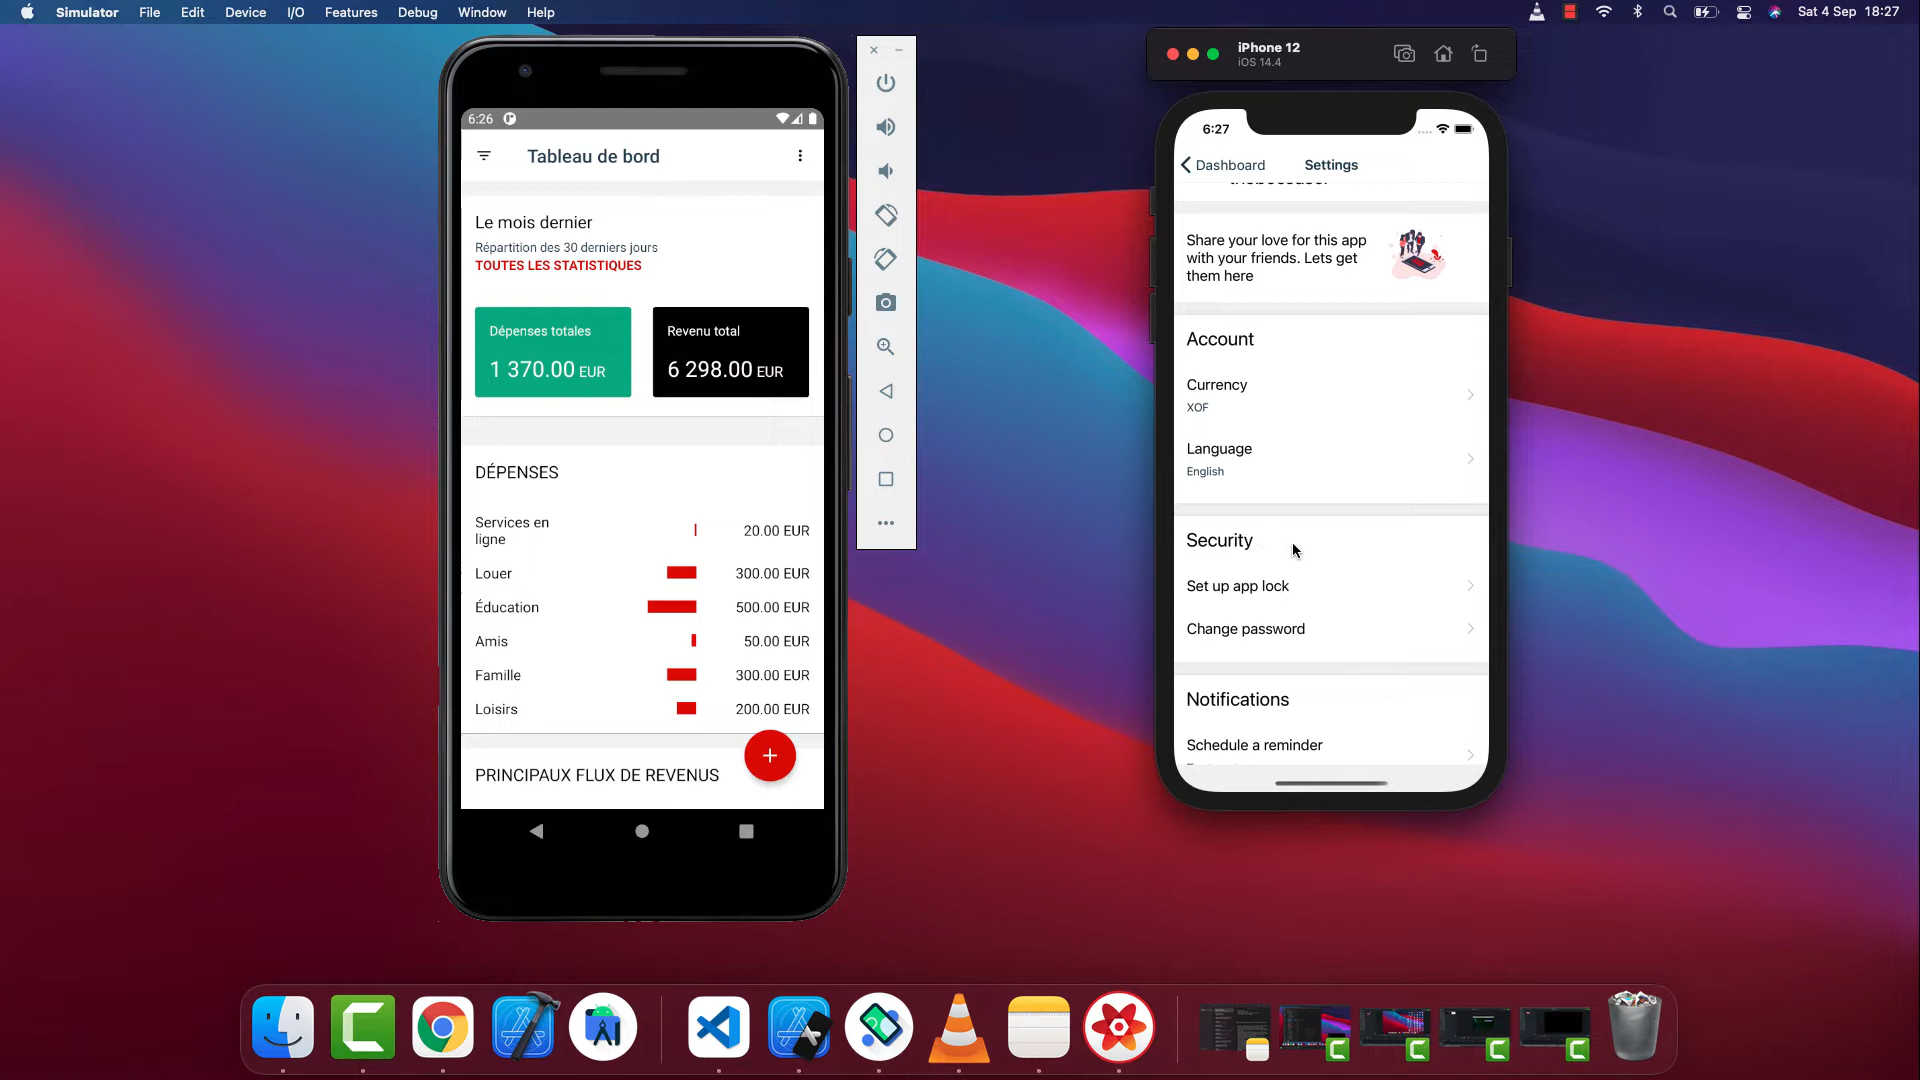 Simulator File Edit Device I/O Features Debug Window Help
Sat 4 Sep 18:27
6:26
Tableau de bord
Le mois dernier
Répartition des 30 derniers jours
TOUTES LES STATISTIQUES
Dépenses totales
1 370.00 EUR
Revenu total
6 298.00 EUR
DÉPENSES
Services en
ligne
20.00 EUR
Louer 300.00 EUR
Éducation 500.00 EUR
Amis 50.00 EUR
Famille 300.00 EUR
Loisirs 200.00 EUR
PRINCIPAUX FLUX DE REVENUS
iPhone 12
iOS 14.4
6:27
Dashboard Settings
Share your love for this app
with your friends. Lets get
them here
Account
Currency
XOF
Language
English
Security
Set up app lock
Change password
Notifications
Schedule a reminder